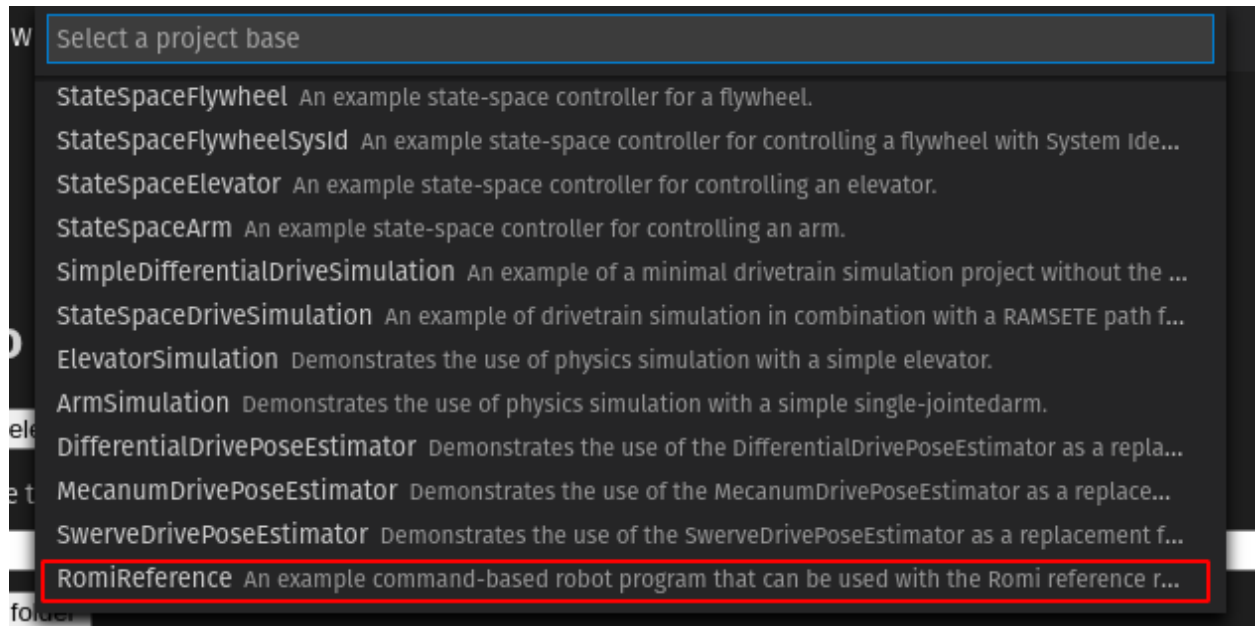 w
Select a project base
StateSpaceFlywheel An example state-space controller for a flywheel.
StateSpaceFlywheelSysId An example state-space controller for controlling a flywheel with System Ide...
StateSpaceElevator An example state-space controller for controlling an elevator.
StateSpaceArm An example state-space controller for controlling an arm.
SimpleDifferentialDriveSimulation An example of a minimal drivetrain simulation project without the ...
StateSpaceDriveSimulation An example of drivetrain simulation in combination with a RAMSETE path f...
ElevatorSimulation Demonstrates the use of physics simulation with a simple elevator.
ArmSimulation Demonstrates the use of physics simulation with a simple single-jointedarm.
ele
DifferentialDrivePoseEstimator Demonstrates the use of the DifferentialDrivePoseEstimator as a repla...
e t
MecanumDrivePoseEstimator Demonstrates the use of the MecanumDrivePoseEstimator as a replace...
SwerveDrivePoseEstimator Demonstrates the use of the SwerveDrivePoseEstimator as a replacement f...
RomiReference An example command-based robot program that can be used with the Romi reference r...
folder